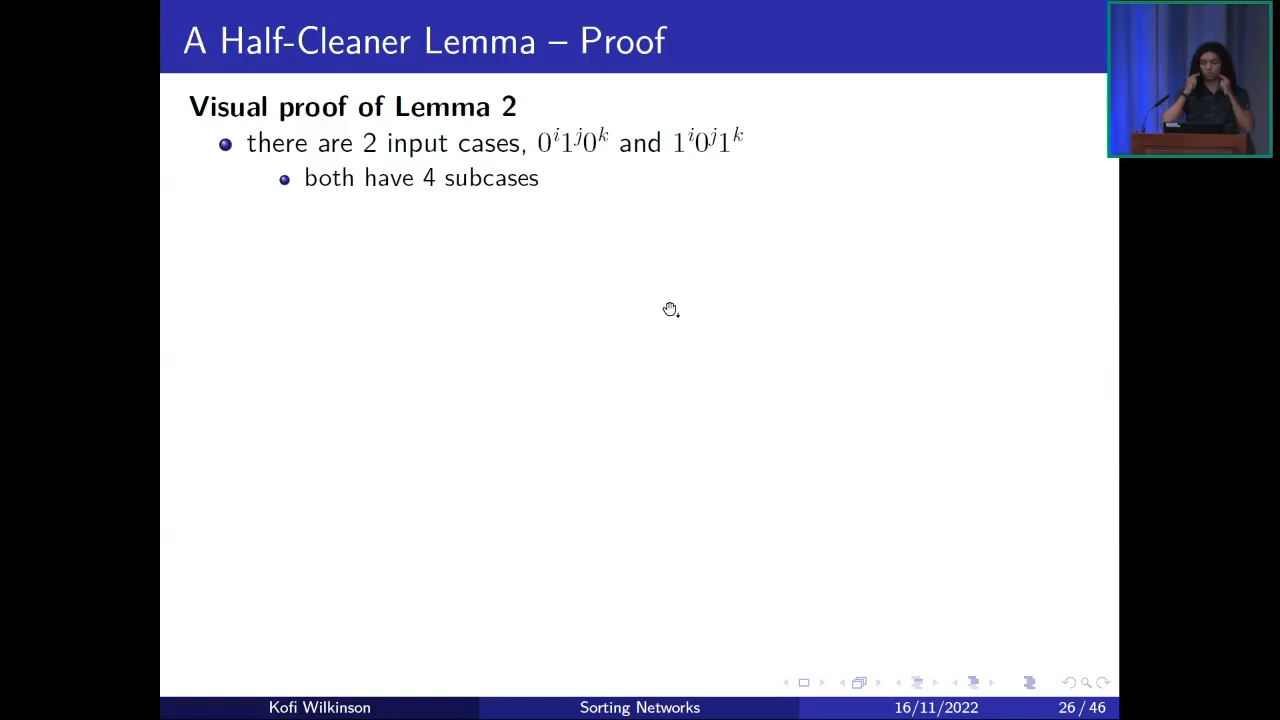 A Half-Cleaner Lemma – Proof
Visual proof of Lemma 2
there are 2 input cases, 0^i1^j0^k and 1^i0^j1^k
both have 4 subcases
Kofi Wilkinson Sorting Networks 16/11/2022 26/46